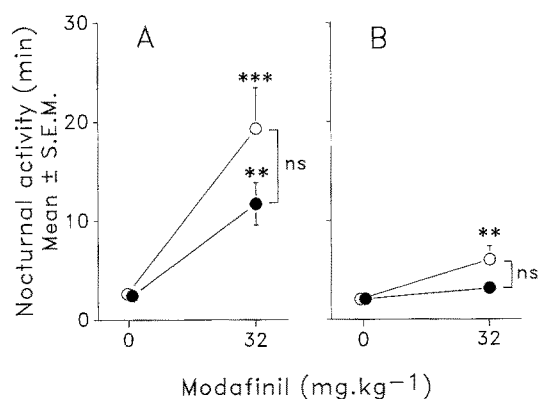 30
20
10
0
Nocturnal activity (min)
Mean ± S.E.M.
A
***
**
ns
0
32
B
**
ns
0
32
Modafinil (mg.kg−1)